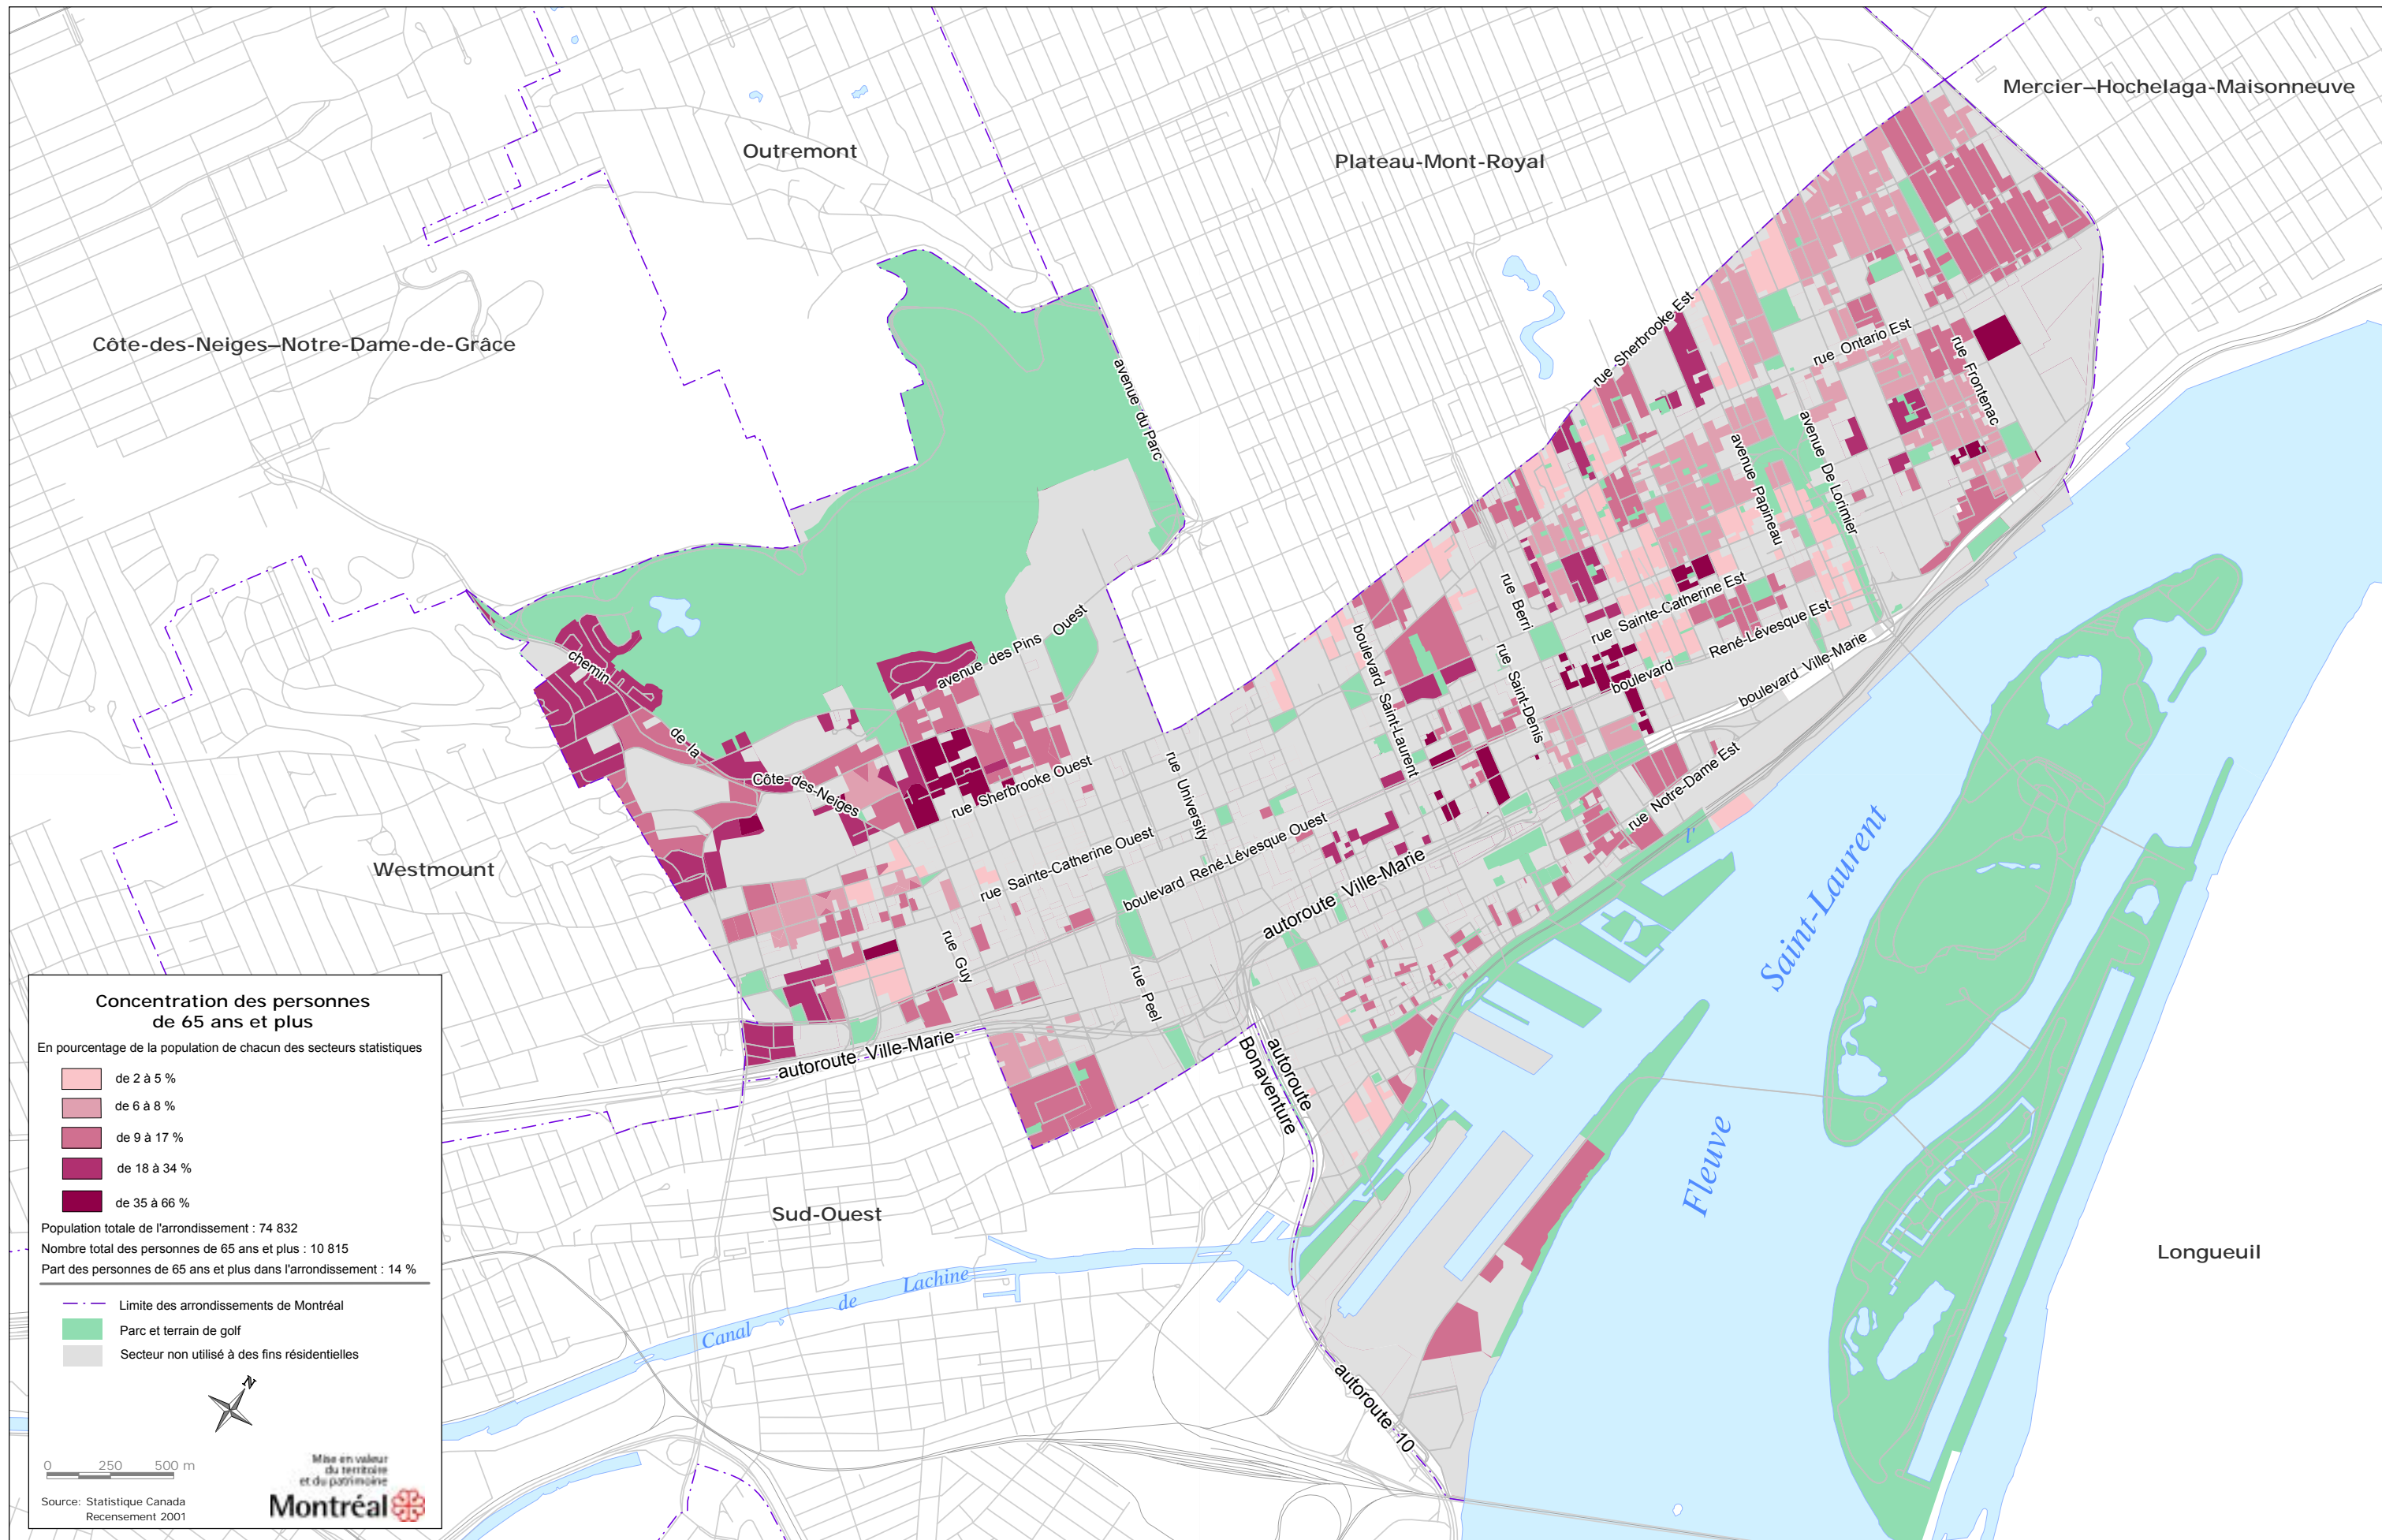 Mercier–Hochelaga-Maisonneuve
Outremont
Plateau-Mont-Royal
Côte-des-Neiges–Notre-Dame-de-Grâce
rue Sherbrooke Est
rue Ontario Est
rue Frontenac
avenue du Parc
avenue De Lorimier
avenue Papineau
rue Berri
rue Sainte-Catherine Est
René-Lévesque Est
boulevard
boulevard Ville-Marie
avenue des Pins Ouest
boulevard Saint-Laurent
rue Saint-Denis
chemin
de la
Côte-des-Neiges
rue Sherbrooke Ouest
rue University
rue Notre-Dame Est
l'
Westmount
rue Sainte-Catherine Ouest
boulevard René-Lévesque Ouest
autoroute Ville-Marie
rue Guy
rue Peel
autoroute Ville-Marie
autoroute
Bonaventure
Saint-Laurent
Fleuve
Sud-Ouest
Longueuil
Canal
de
Lachine
autoroute 10
Concentration des personnes
de 65 ans et plus
En pourcentage de la population de chacun des secteurs statistiques
de 2 à 5 %
de 6 à 8 %
de 9 à 17 %
de 18 à 34 %
de 35 à 66 %
Population totale de l'arrondissement : 74 832
Nombre total des personnes de 65 ans et plus : 10 815
Part des personnes de 65 ans et plus dans l'arrondissement : 14 %
Limite des arrondissements de Montréal
Parc et terrain de golf
Secteur non utilisé à des fins résidentielles
N
0 250 500 m
Mise en valeur
du territoire
et du patrimoine
Montréal
Source: Statistique Canada
Recensement 2001